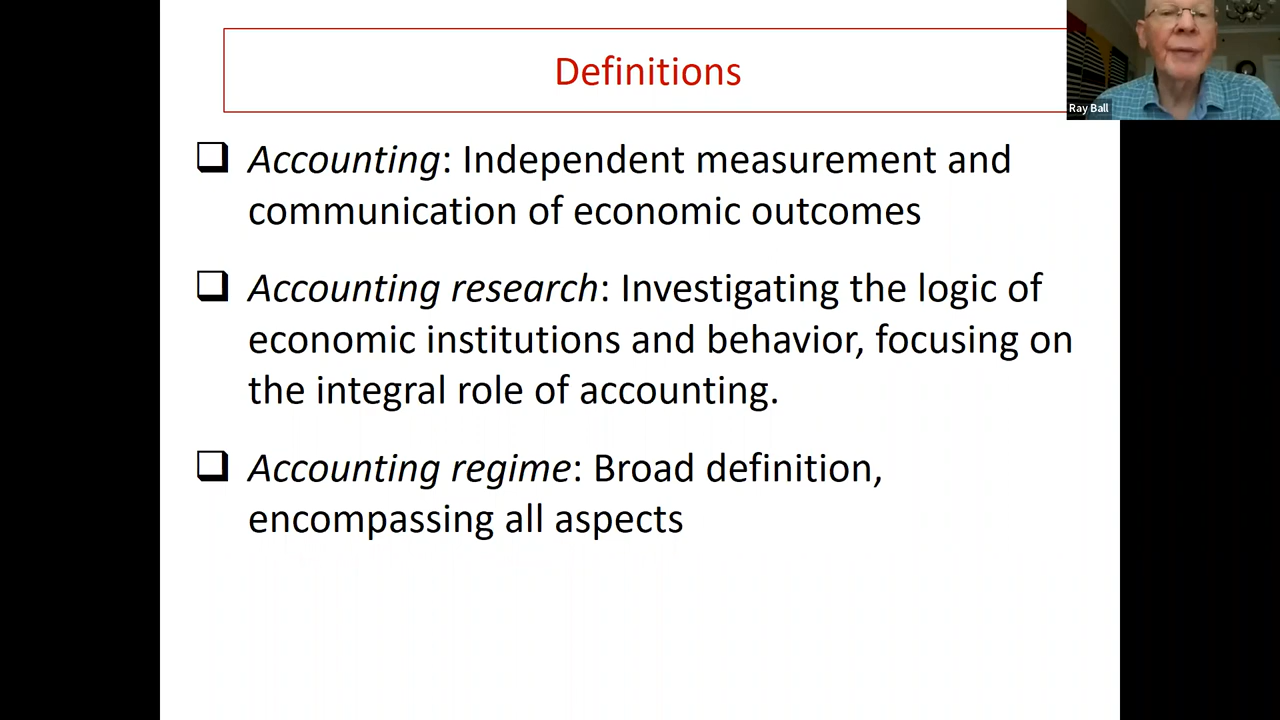 Definitions
Ray Ball
❑ Accounting: Independent measurement and
communication of economic outcomes
❑ Accounting research: Investigating the logic of
economic institutions and behavior, focusing on
the integral role of accounting.
❑ Accounting regime: Broad definition,
encompassing all aspects